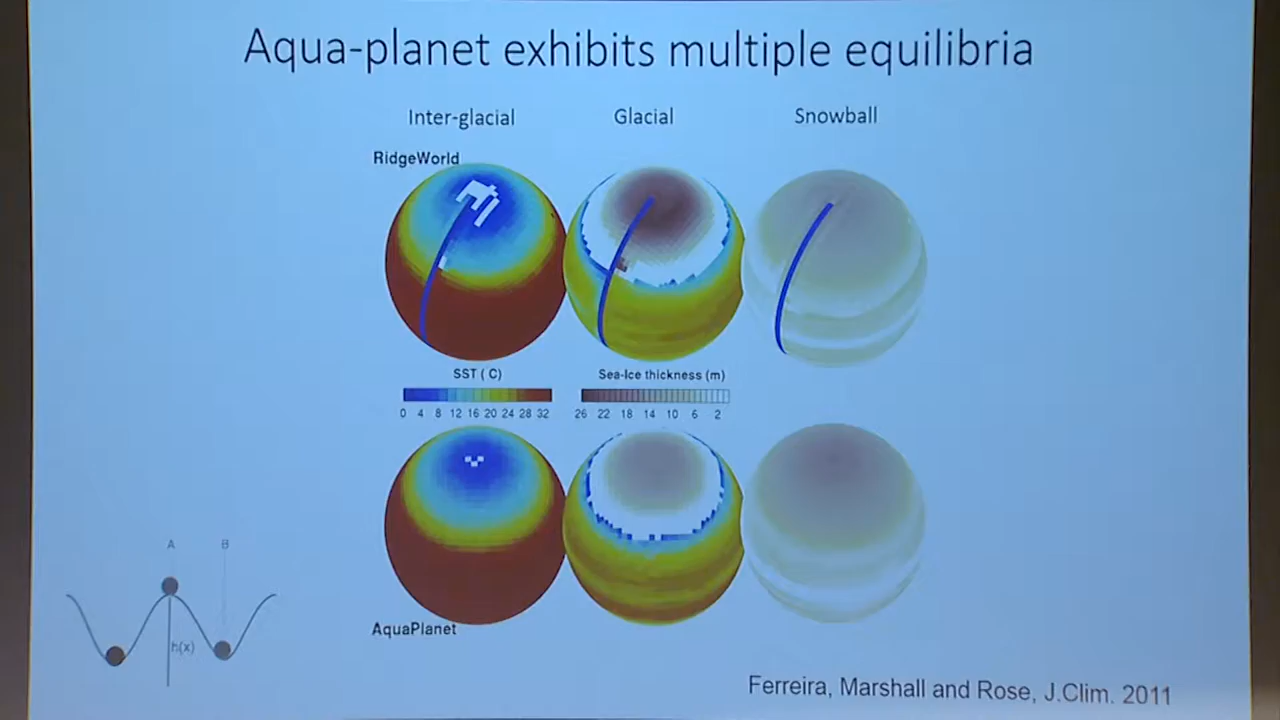 Aqua-planet exhibits multiple equilibria
Inter-glacial Glacial Snowball
RidgeWorld
SST ( C) Sea-Ice thickness (m)
0 4 8 12 16 20 24 28 32 26 22 18 14 10 6 2
A B
h(x)
AquaPlanet
Ferreira, Marshall and Rose, J.Clim. 2011